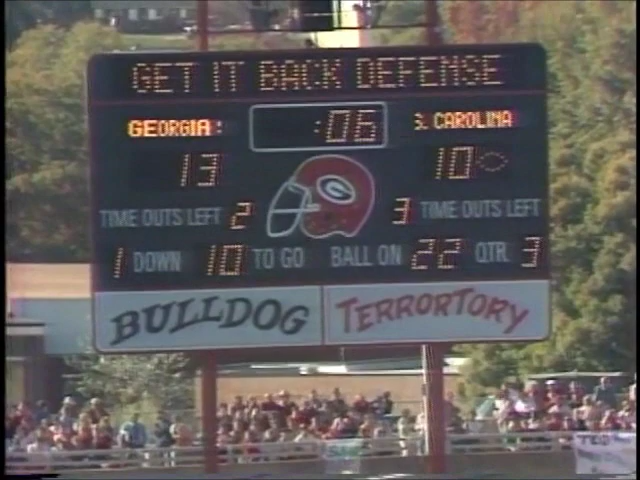 GET IT BACK DEFENSE
GEORGIA: :06 S. CAROLINA
13 10
TIME OUTS LEFT 2 3 TIME OUTS LEFT
1 DOWN 10 TO GO BALL ON 22 QTR 3
BULLDOG TERRORTORY
G
TED